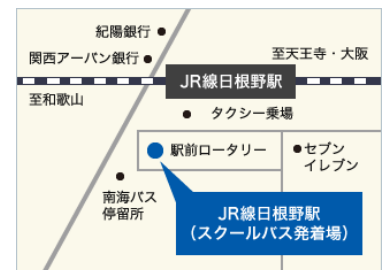 紀陽銀行
関西アーバン銀行
至天王寺・大阪
JR線日根野駅
至和歌山
タクシー乗場
駅前ロータリー
セブン
イレブン
南海バス
停留所
JR線日根野駅
（スクールバス発着場）